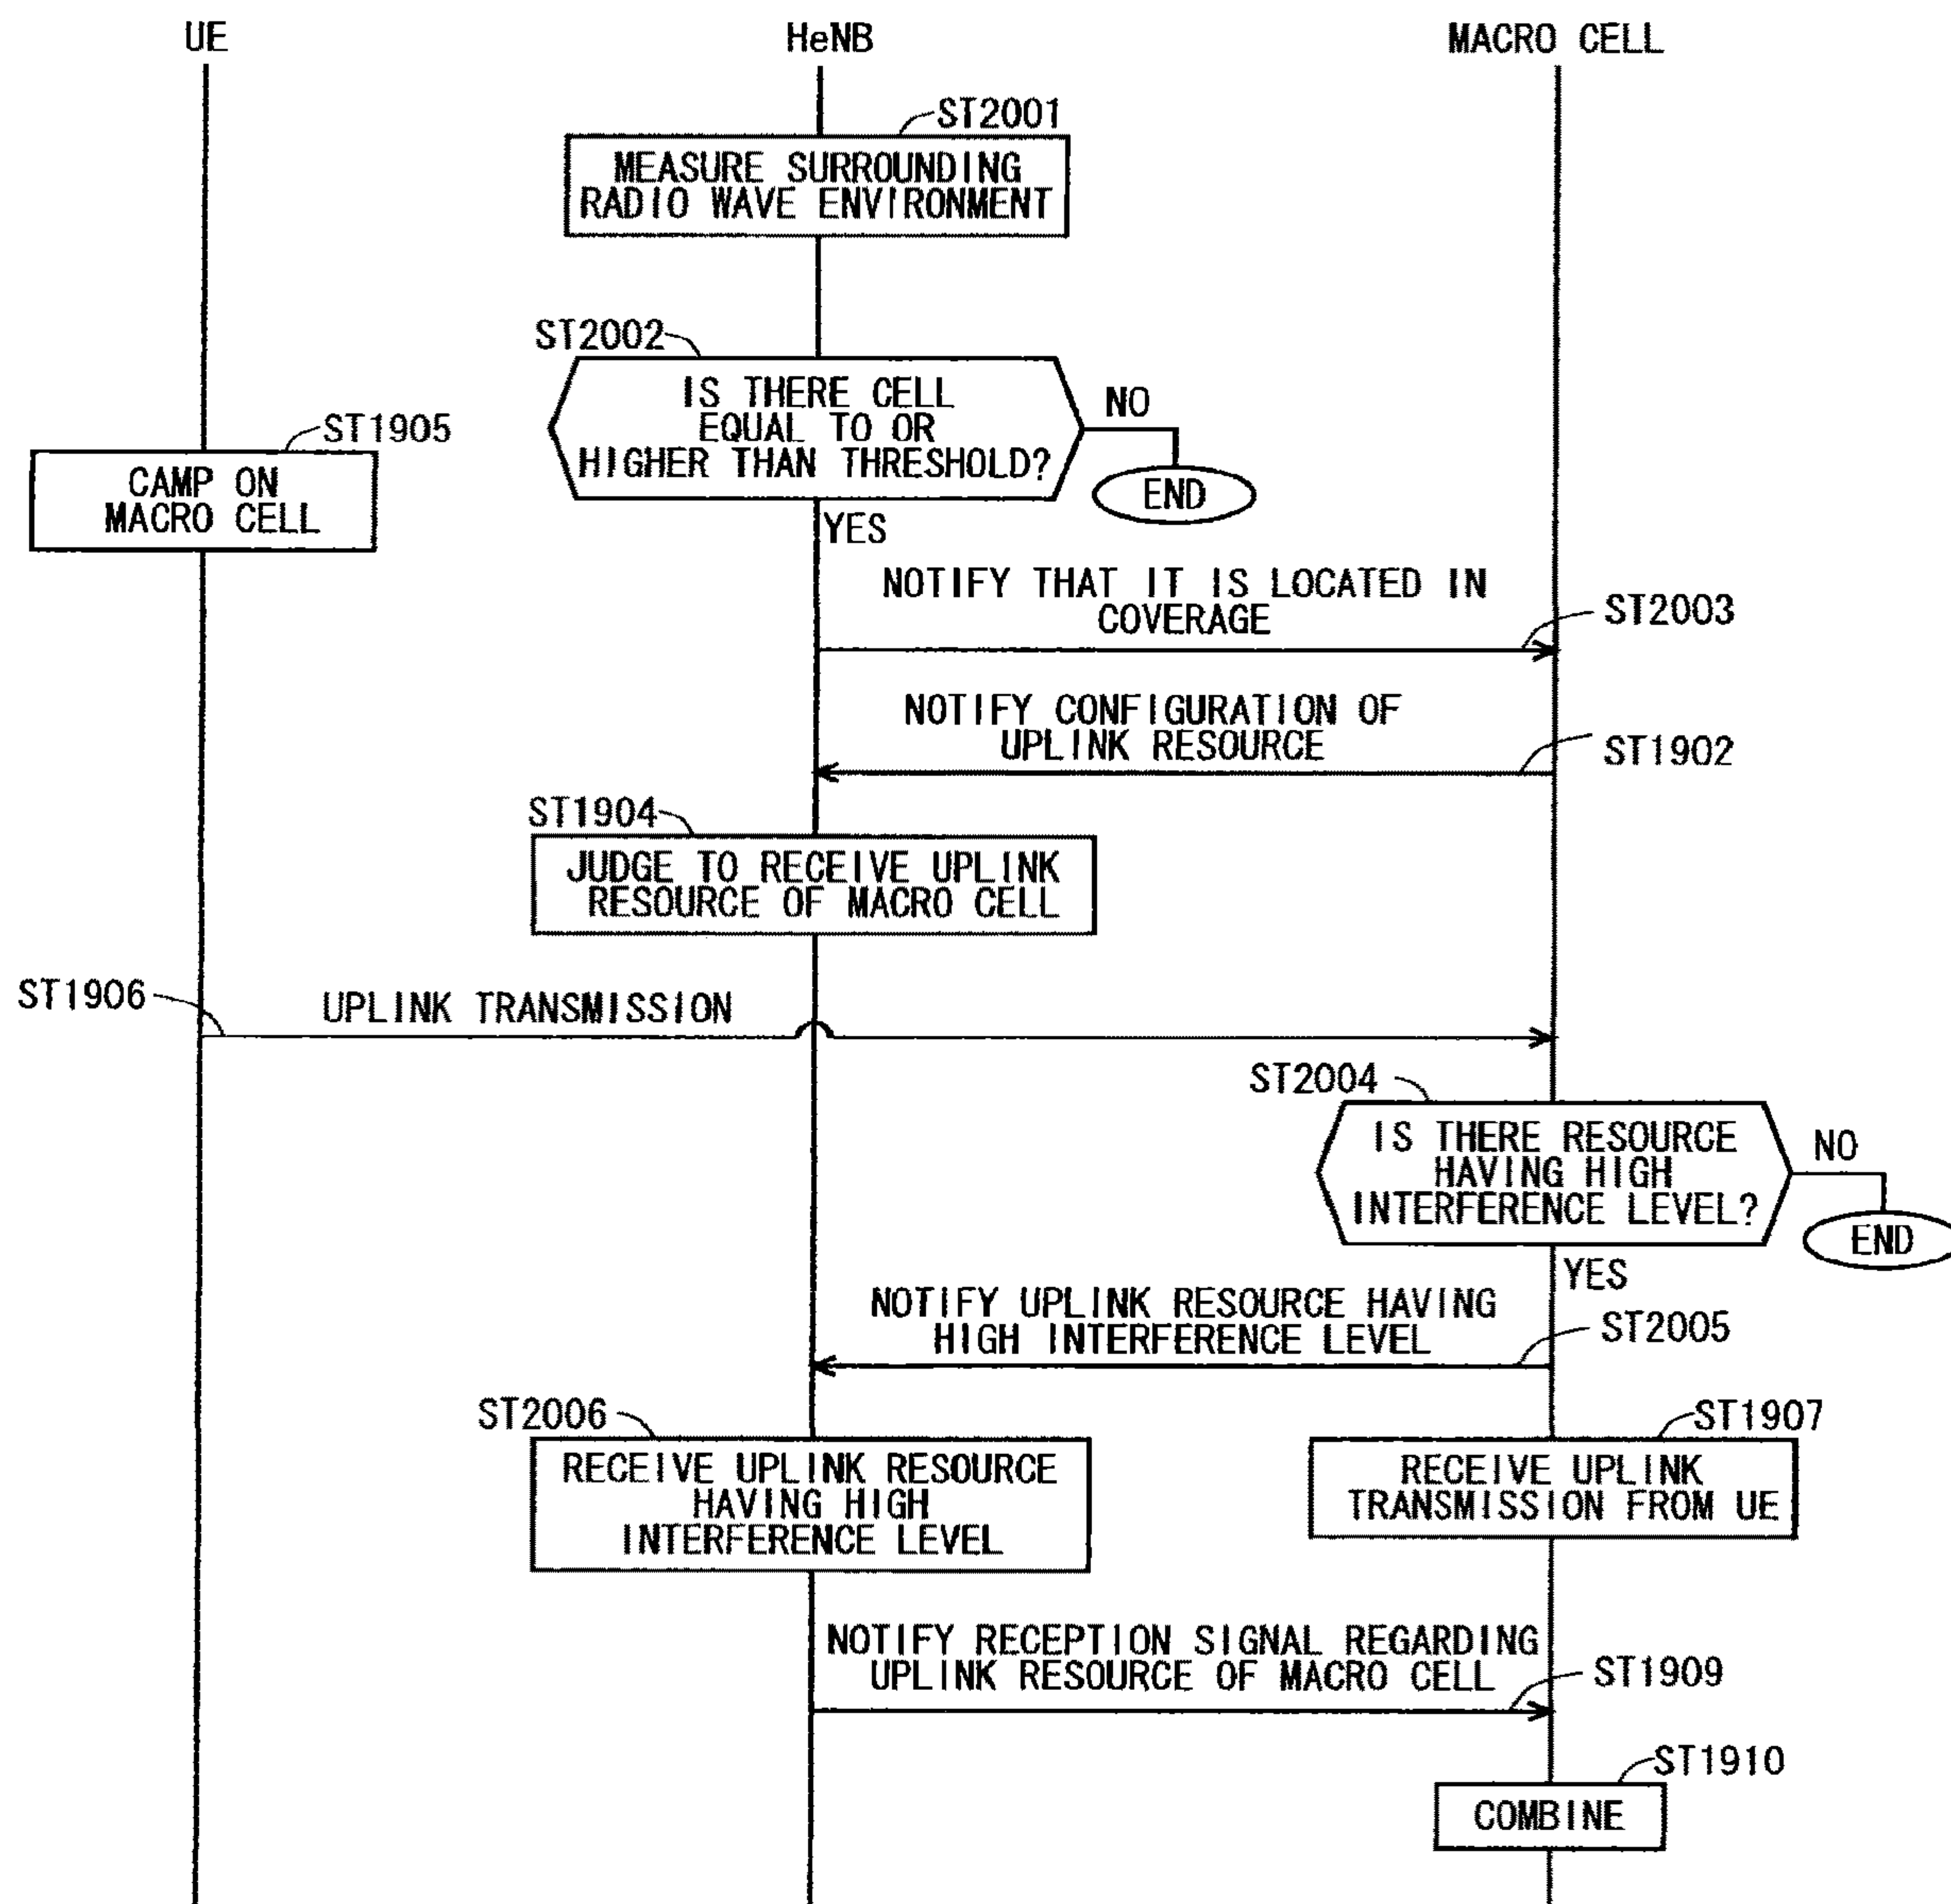 UE
HeNB
MACRO CELL
ST2001
MEASURE SURROUNDING
RADIO WAVE ENVIRONMENT
ST2002
IS THERE CELL
EQUAL TO OR
HIGHER THAN THRESHOLD?
NO
END
YES
ST1905
CAMP ON
MACRO CELL
NOTIFY THAT IT IS LOCATED IN
COVERAGE
ST2003
NOTIFY CONFIGURATION OF
UPLINK RESOURCE
ST1902
ST1904
JUDGE TO RECEIVE UPLINK
RESOURCE OF MACRO CELL
ST1906
UPLINK TRANSMISSION
ST2004
IS THERE RESOURCE
HAVING HIGH
INTERFERENCE LEVEL?
NO
END
YES
NOTIFY UPLINK RESOURCE HAVING
HIGH INTERFERENCE LEVEL
ST2005
ST2006
RECEIVE UPLINK RESOURCE
HAVING HIGH
INTERFERENCE LEVEL
ST1907
RECEIVE UPLINK
TRANSMISSION FROM UE
NOTIFY RECEPTION SIGNAL REGARDING
UPLINK RESOURCE OF MACRO CELL
ST1909
ST1910
COMBINE